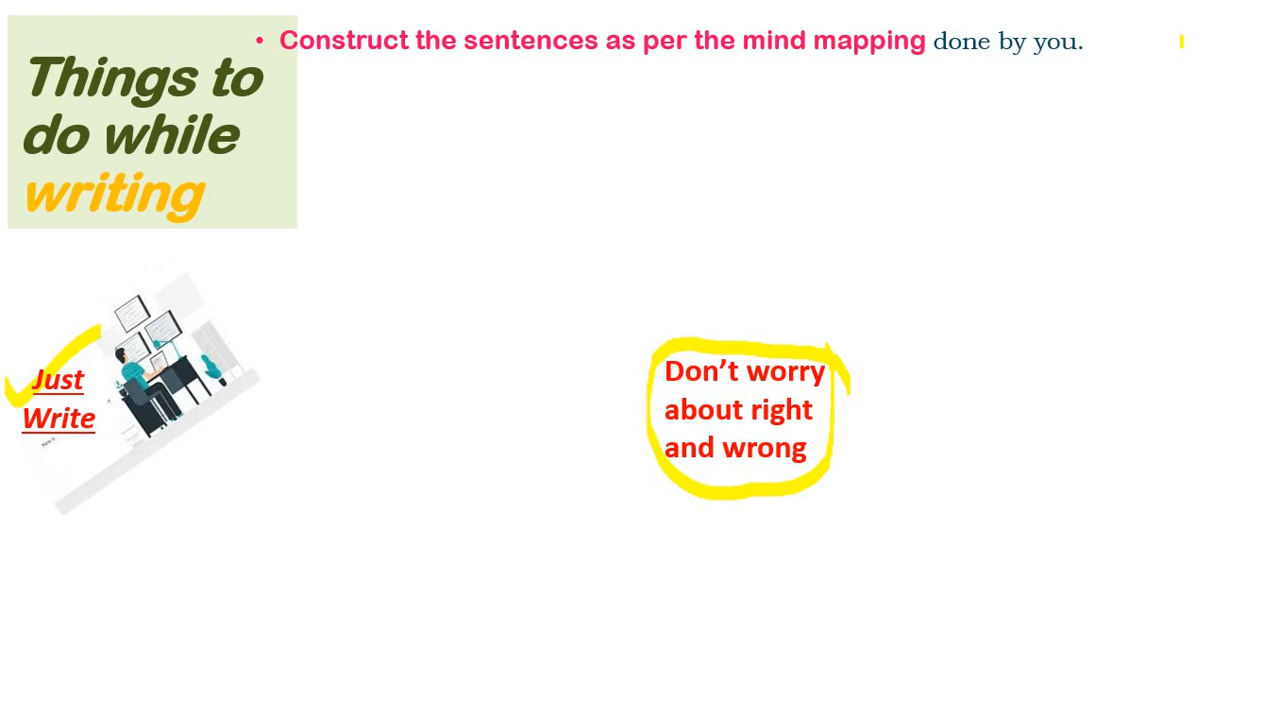 Things to
do while
writing
• Construct the sentences as per the mind mapping done by you.
Just
Write
Don’t worry
about right
and wrong